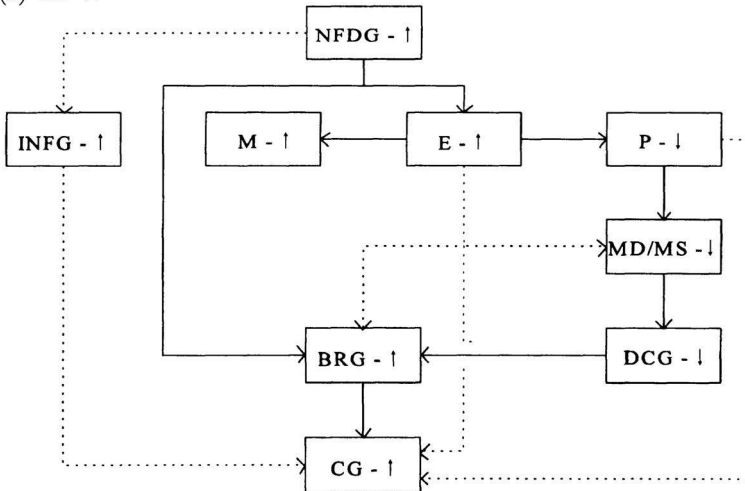 NFDG - ↑
INFG - ↑
M - ↑
E - ↑
P - ↓
MD/MS - ↓
BRG - ↑
DCG - ↓
CG - ↑